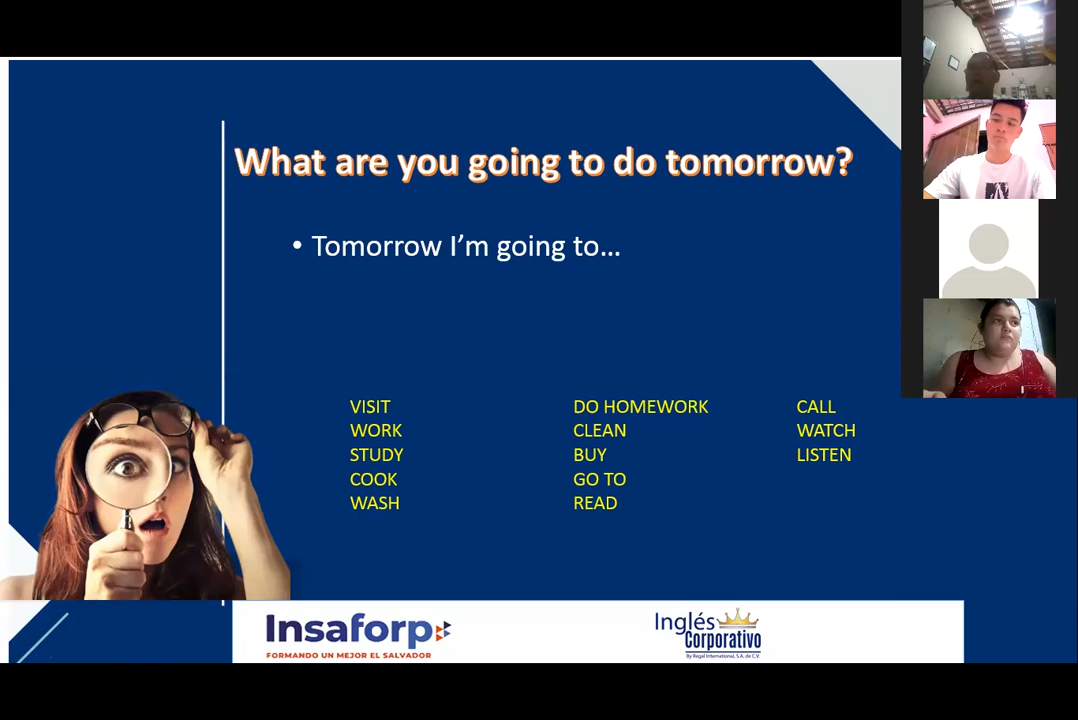 What are you going to do tomorrow?
• Tomorrow I'm going to...
VISIT
WORK
STUDY
COOK
WASH
DO HOMEWORK
CLEAN
BUY
GO TO
READ
CALL
WATCH
LISTEN
Insaforp
FORMANDO UN MEJOR EL SALVADOR
Inglés
Corporativo
By Regal International, S.A. de C.V.